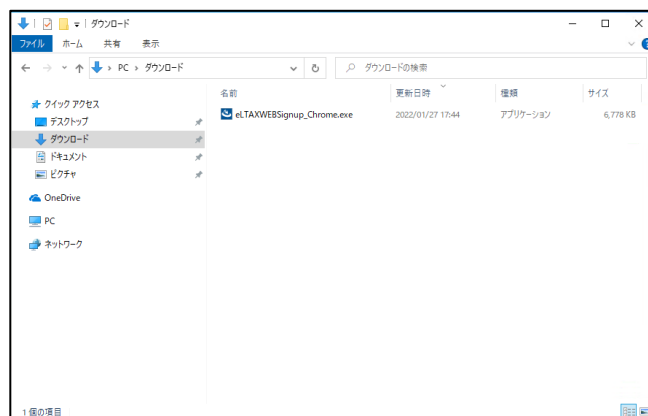 ダウンロード
ファイル ホーム 共有 表示
PC › ダウンロード ダウンロードの検索
名前 更新日時 種類 サイズ
eLTAXWEBSignup_Chrome.exe 2022/01/27 17:44 アプリケーション 6,778 KB
クイック アクセス
デスクトップ
ダウンロード
ドキュメント
ピクチャ
OneDrive
PC
ネットワーク
1 個の項目